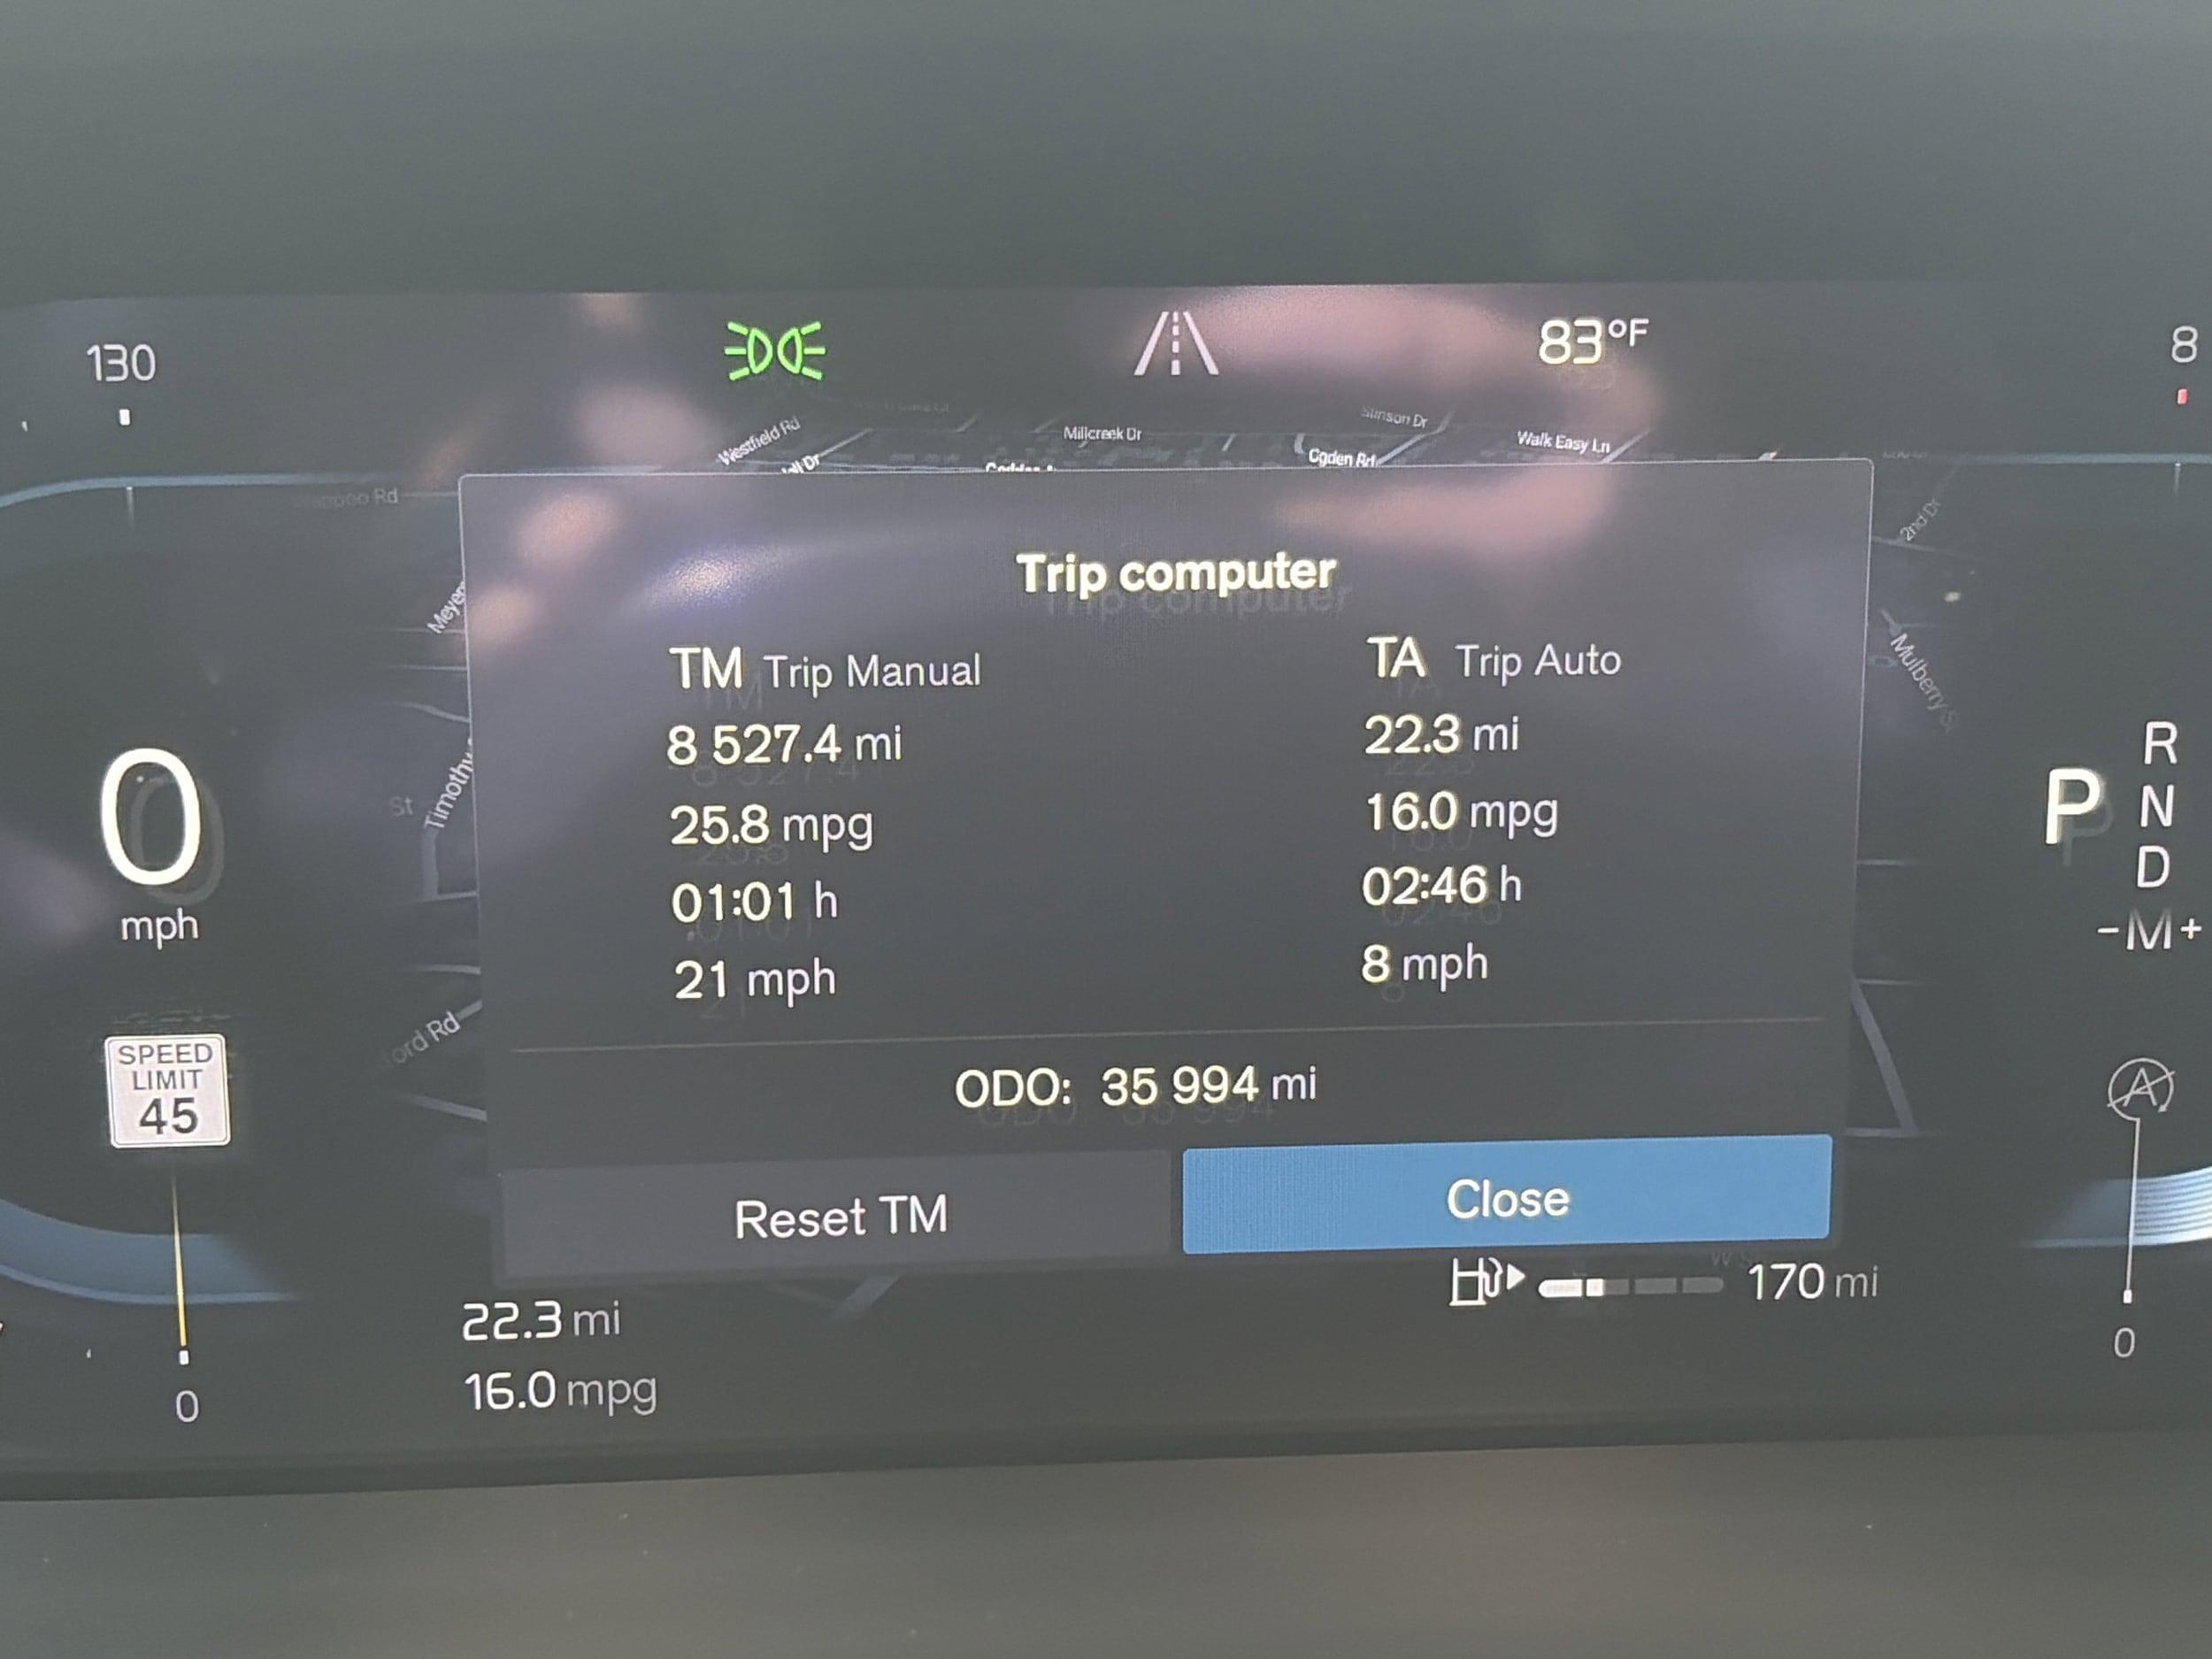 130
83°F
8
Westfield Rd
Millcreek Dr
Stinson Dr
Ogden Rd
Walk Easy Ln
2nd Dr
Trip computer
TM Trip Manual
TA Trip Auto
8 527.4 mi
22.3 mi
25.8 mpg
16.0 mpg
01:01 h
02:46 h
21 mph
8 mph
ODO: 35 994 mi
Reset TM
Close
0
mph
St
R
P
N
D
-M+
SPEED
LIMIT
45
A
22.3 mi
16.0 mpg
170 mi
0
0